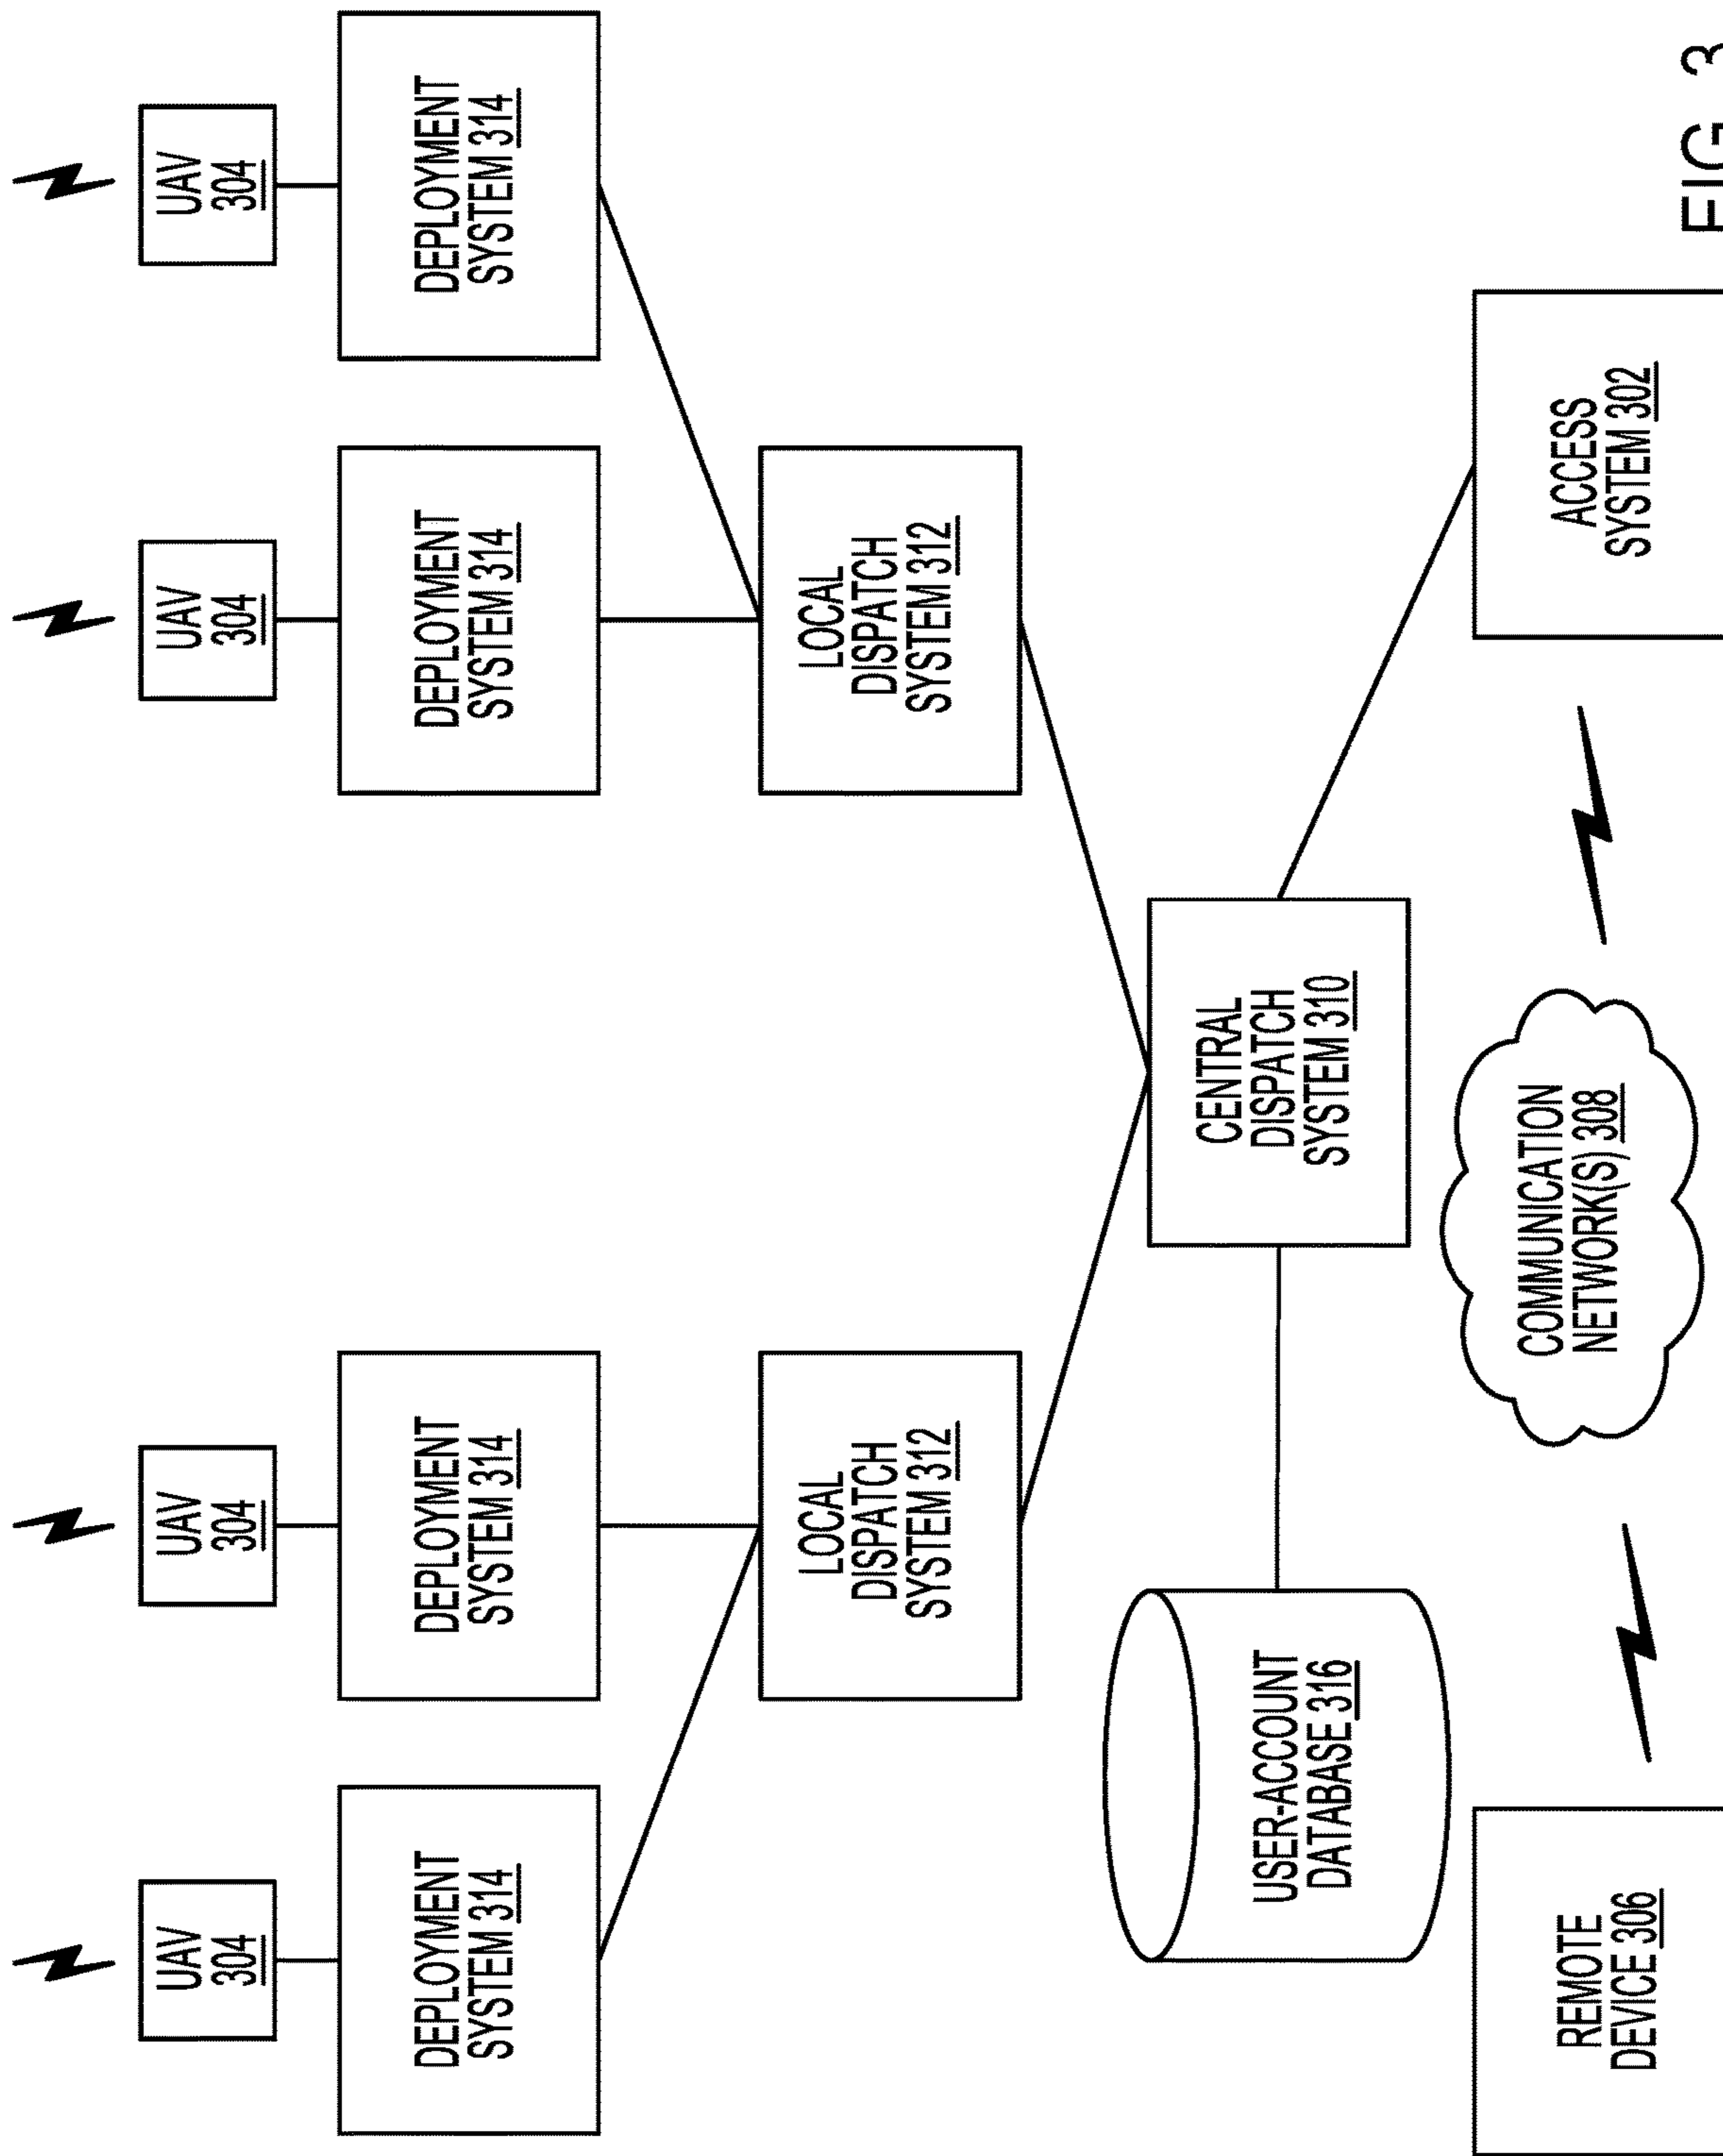 UAV
304
UAV
304
UAV
304
UAV
304
DEPLOYMENT
SYSTEM 314
DEPLOYMENT
SYSTEM 314
DEPLOYMENT
SYSTEM 314
DEPLOYMENT
SYSTEM 314
LOCAL
DISPATCH
SYSTEM 312
LOCAL
DISPATCH
SYSTEM 312
USER-ACCOUNT
DATABASE 316
CENTRAL
DISPATCH
SYSTEM 310
REMOTE
DEVICE 306
COMMUNICATION
NETWORK(S) 308
ACCESS
SYSTEM 302
FIG 3